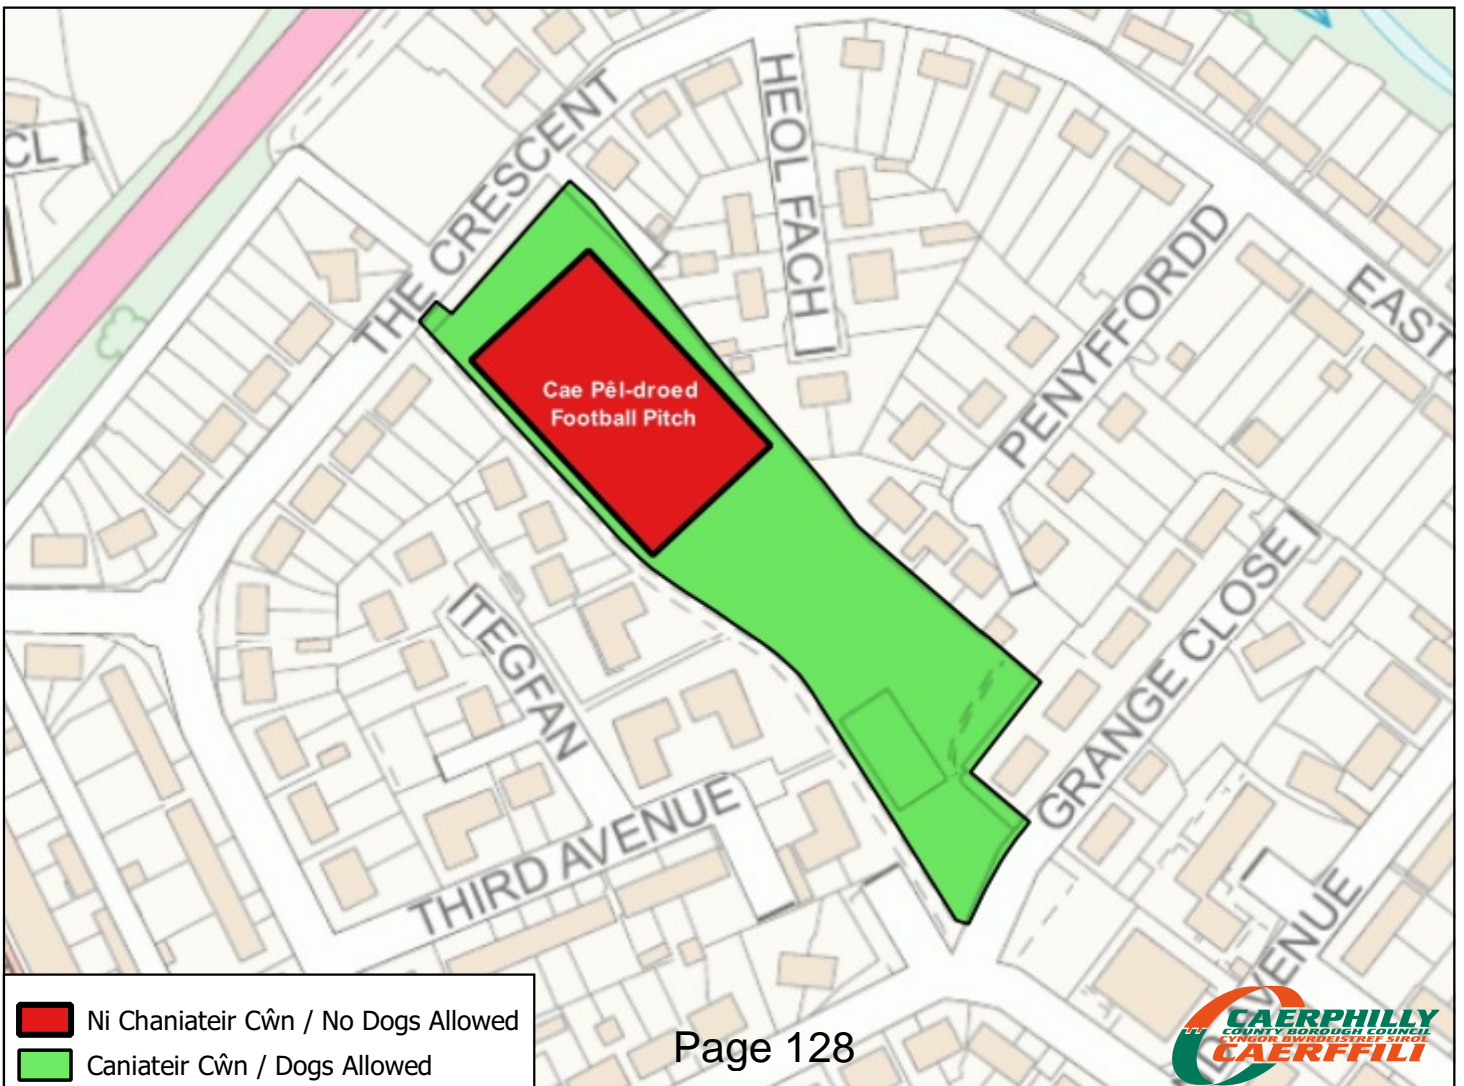 CL
THE CRESCENT
HEOL FACH
PENYFFORDD
EAST
Cae Pêl-droed
Football Pitch
TEGFAN
GRANGE CLOSE
THIRD AVENUE
AVENUE
Ni Chaniateir Cŵn / No Dogs Allowed
Caniateir Cŵn / Dogs Allowed
Page 128
CAERPHILLY
COUNTY BOROUGH COUNCIL
CYNGOR BWRDEISTREF SIROL
CAERFFILI